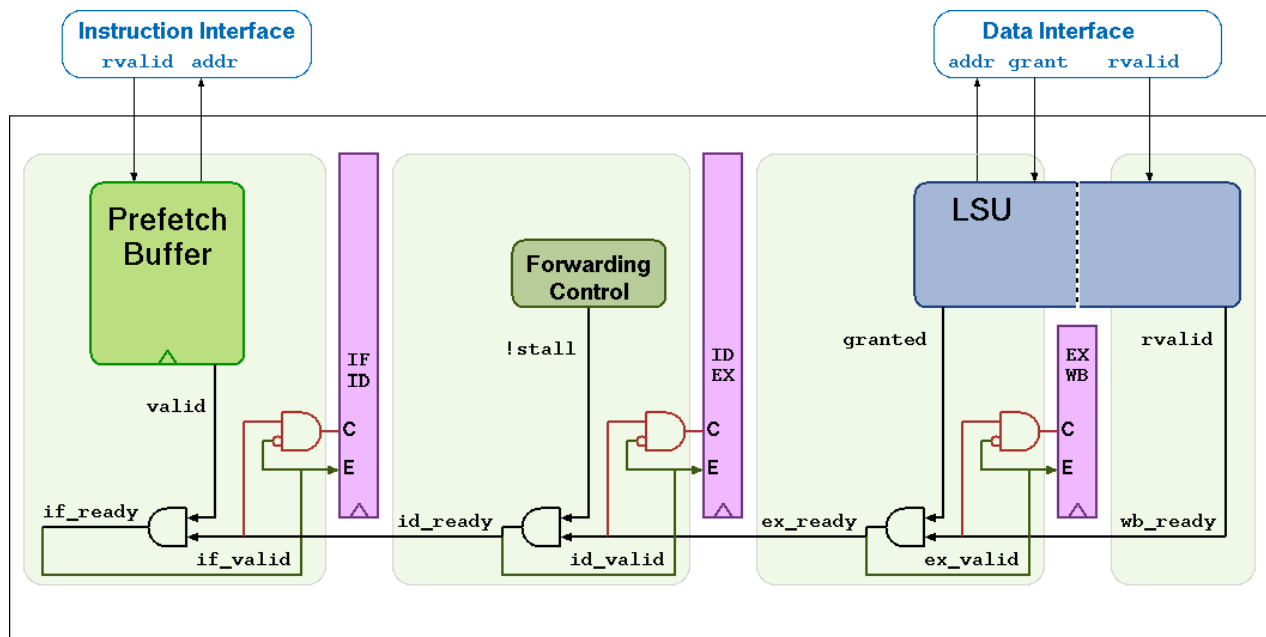 Instruction Interface
rvalid addr
Data Interface
addr grant rvalid
Prefetch
Buffer
LSU
Forwarding
Control
!stall
granted
rvalid
IF
ID
ID
EX
EX
WB
valid
C
C
C
E
E
E
if_ready
id_ready
ex_ready
wb_ready
if_valid
id_valid
ex_valid